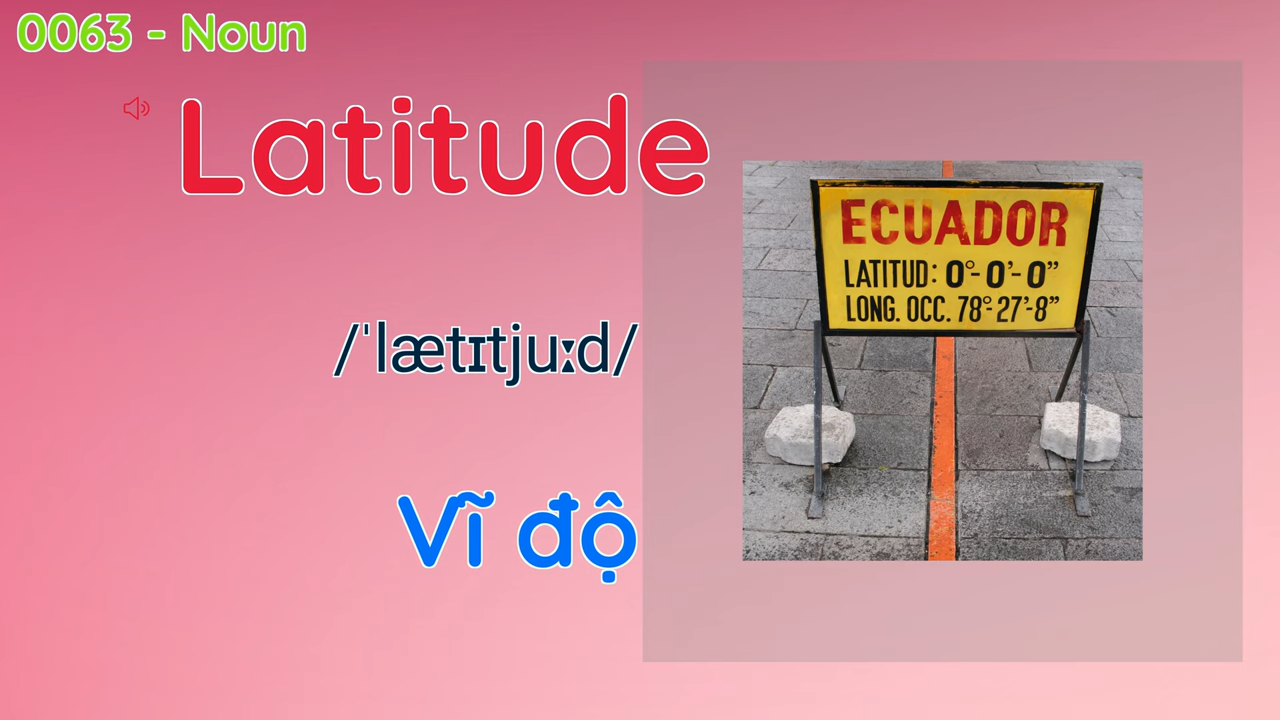 0063 - Noun
Latitude
/ˈlætɪtjuːd/
Vĩ độ
ECUADOR
LATITUD: 0°- 0'- 0”
LONG. OCC. 78° 27'-8”